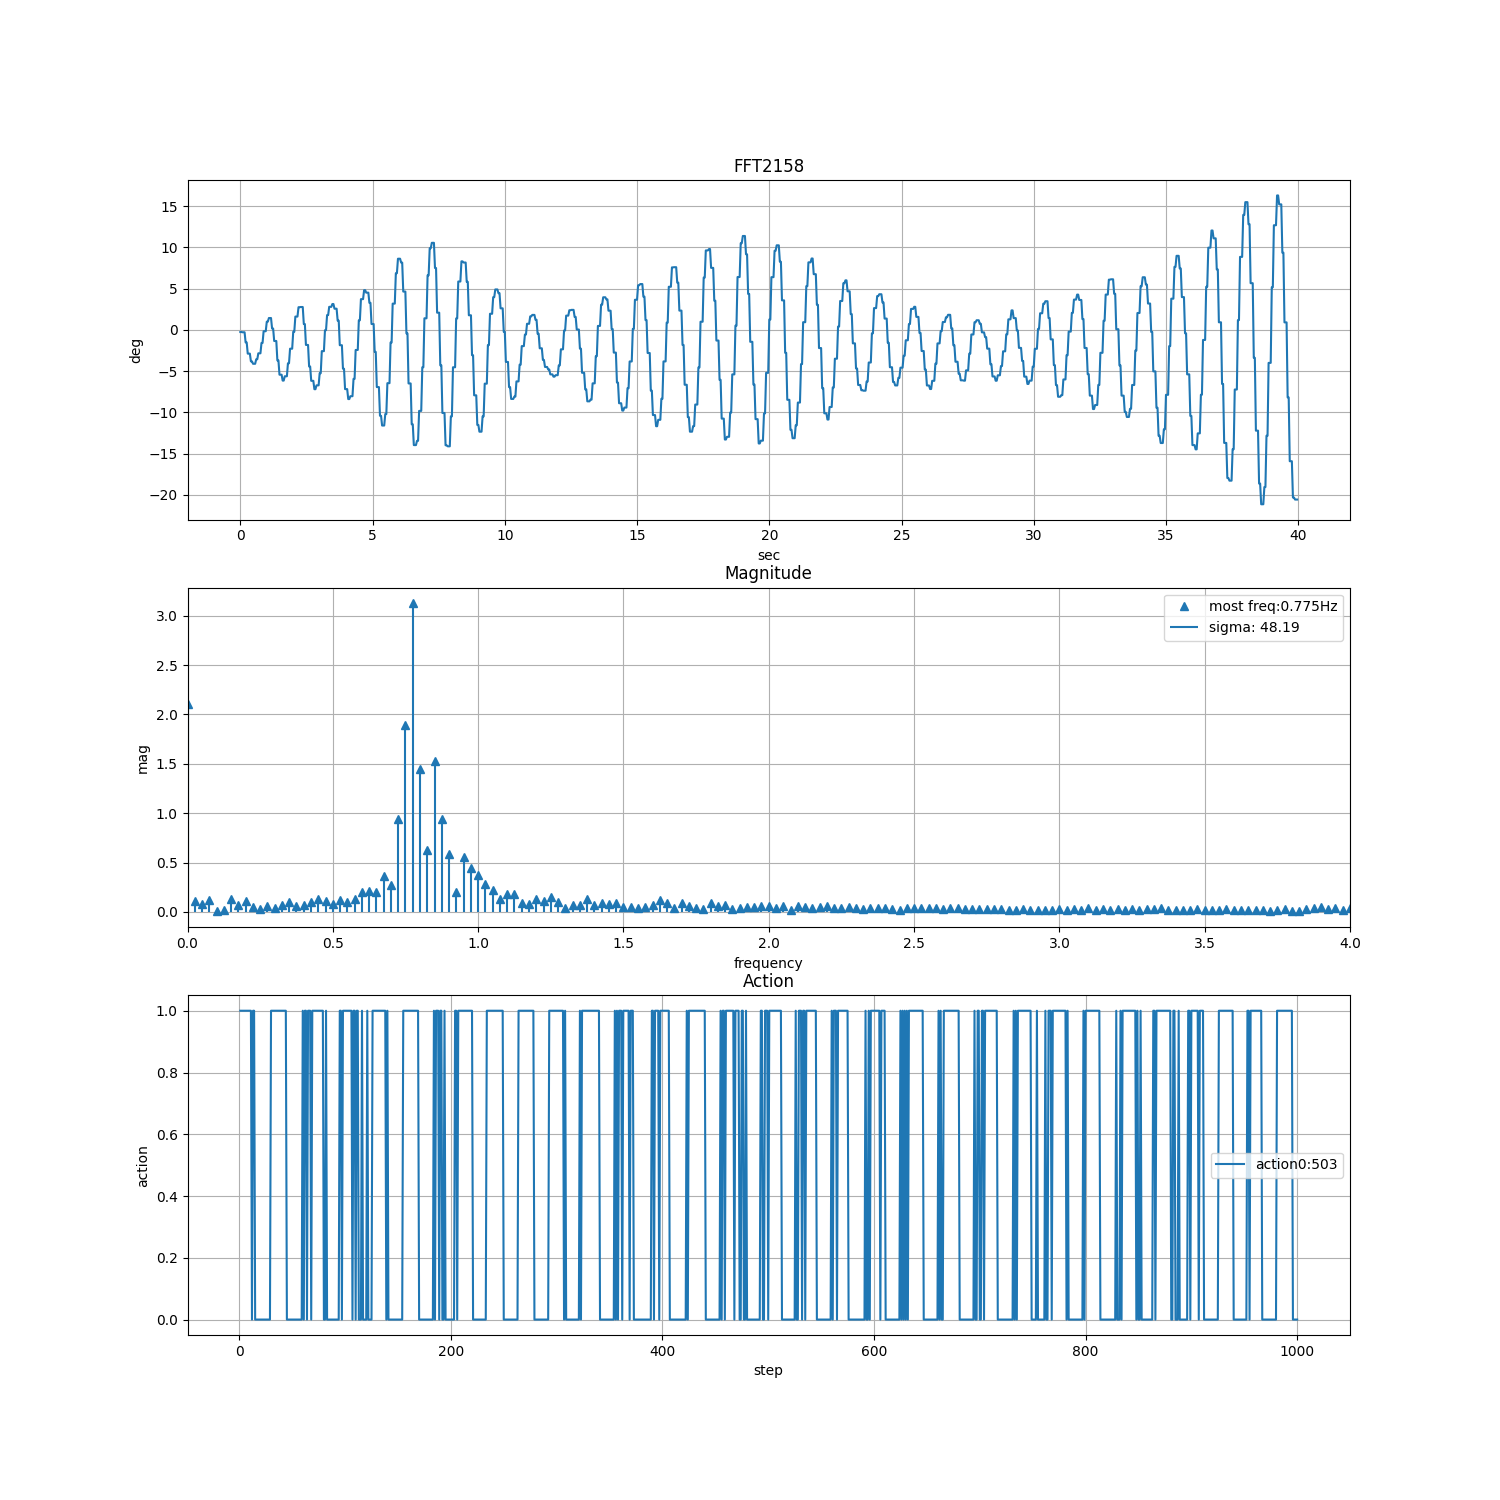 FFT2158
15
10
5
0
−5
−10
−15
−20
deg
0 5 10 15 20 25 30 35 40
sec
Magnitude
3.0
2.5
2.0
1.5
1.0
0.5
0.0
mag
most freq:0.775Hz
sigma: 48.19
0.0 0.5 1.0 1.5 2.0 2.5 3.0 3.5 4.0
frequency
Action
1.0
0.8
0.6
0.4
0.2
0.0
action
action0:503
0 200 400 600 800 1000
step